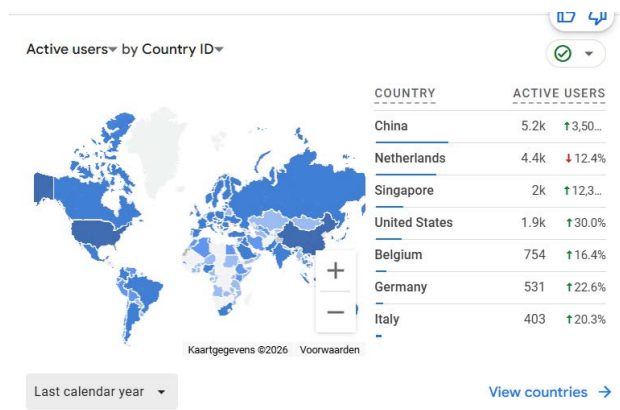 Active users by Country ID
COUNTRY ACTIVE USERS
China 5.2k ↑3,50...
Netherlands 4.4k ↓12.4%
Singapore 2k ↑12,3...
United States 1.9k ↑30.0%
Belgium 754 ↑16.4%
Germany 531 ↑22.6%
Italy 403 ↑20.3%
+
−
Kaartgegevens ©2026 Voorwaarden
Last calendar year
View countries →